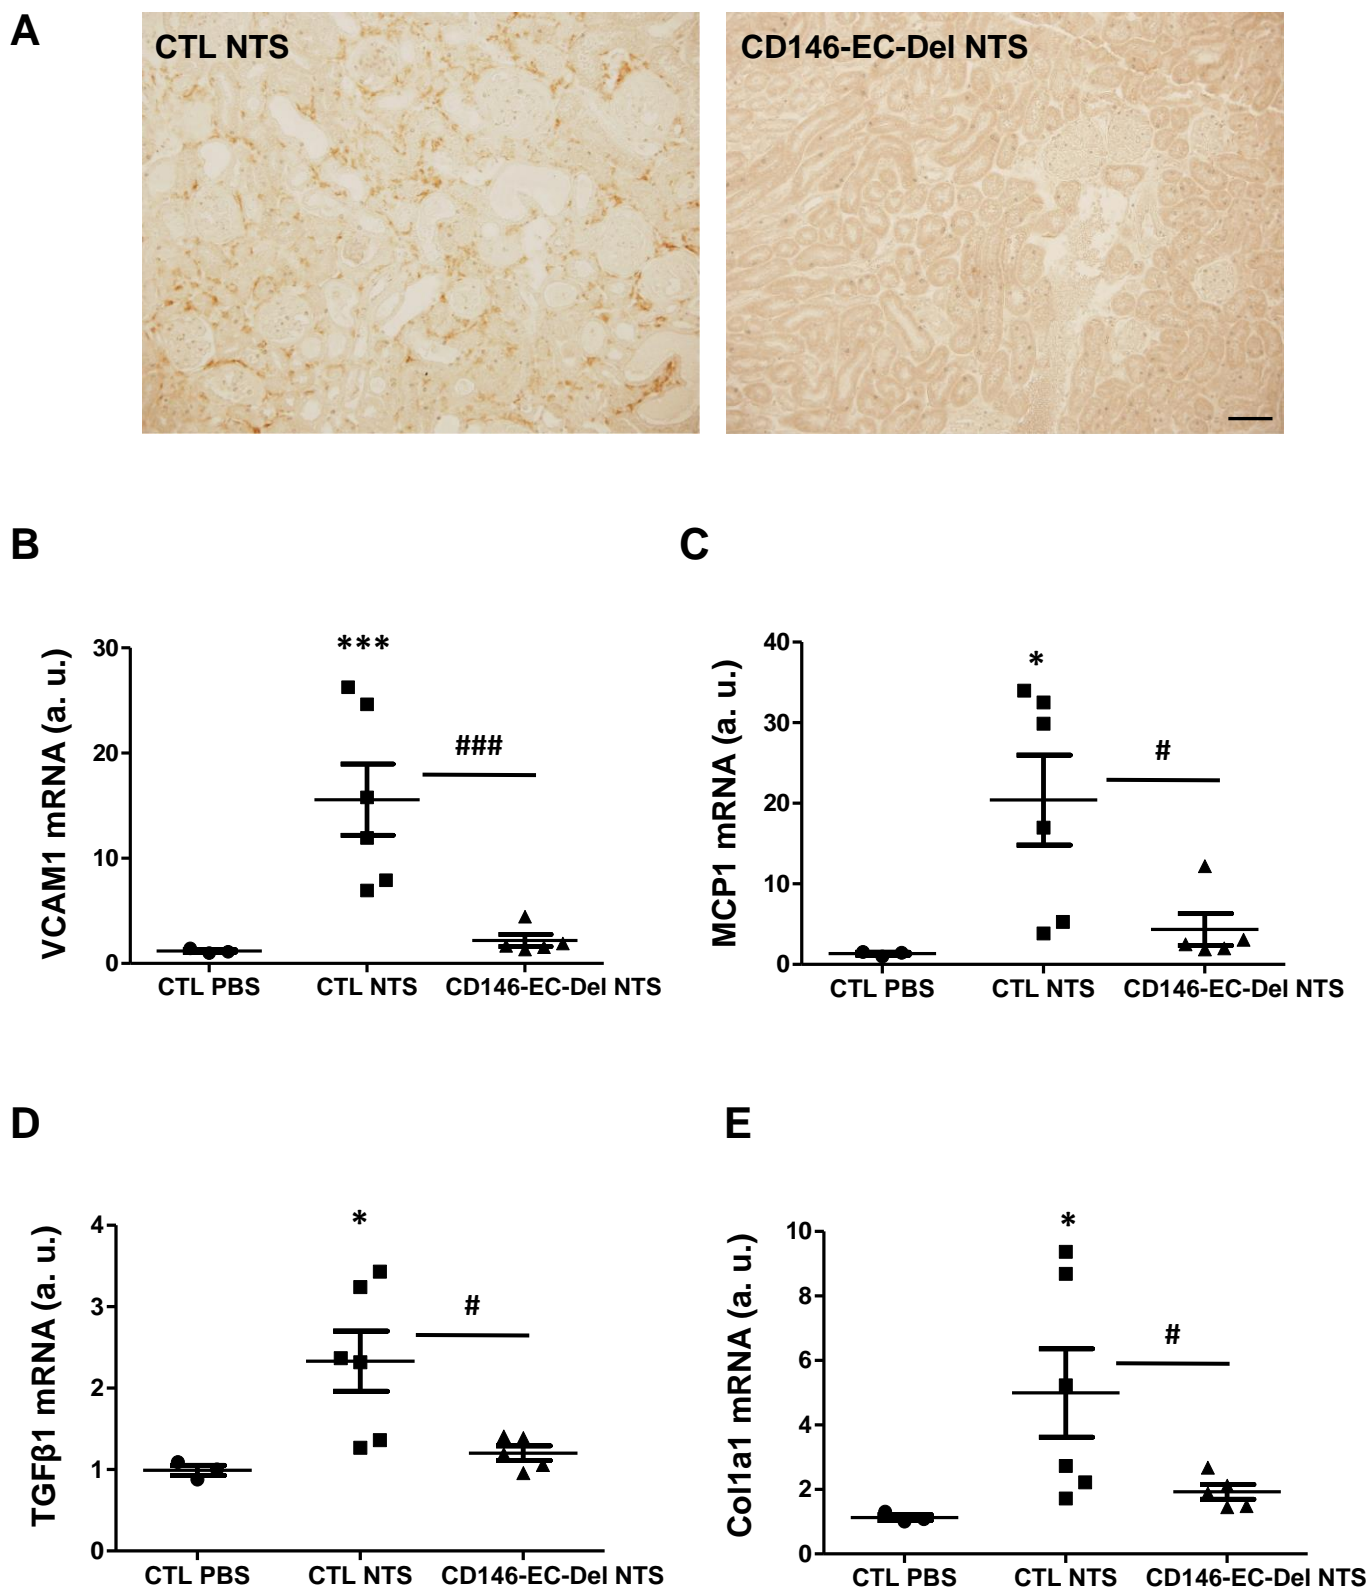 A
CTL NTS
CD146-EC-Del NTS
B
VCAM1 mRNA (a. u.)
30
20
10
0
***
###
CTL PBS
CTL NTS
CD146-EC-Del NTS
C
MCP1 mRNA (a. u.)
40
30
20
10
0
*
#
CTL PBS
CTL NTS
CD146-EC-Del NTS
D
TGFβ1 mRNA (a. u.)
4
3
2
1
0
*
#
CTL PBS
CTL NTS
CD146-EC-Del NTS
E
Col1a1 mRNA (a. u.)
10
8
6
4
2
0
*
#
CTL PBS
CTL NTS
CD146-EC-Del NTS